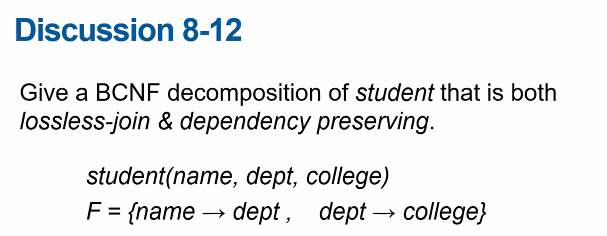 Discussion 8-12
Give a BCNF decomposition of student that is both
lossless-join & dependency preserving.
student(name, dept, college)
F = {name → dept ,    dept → college}